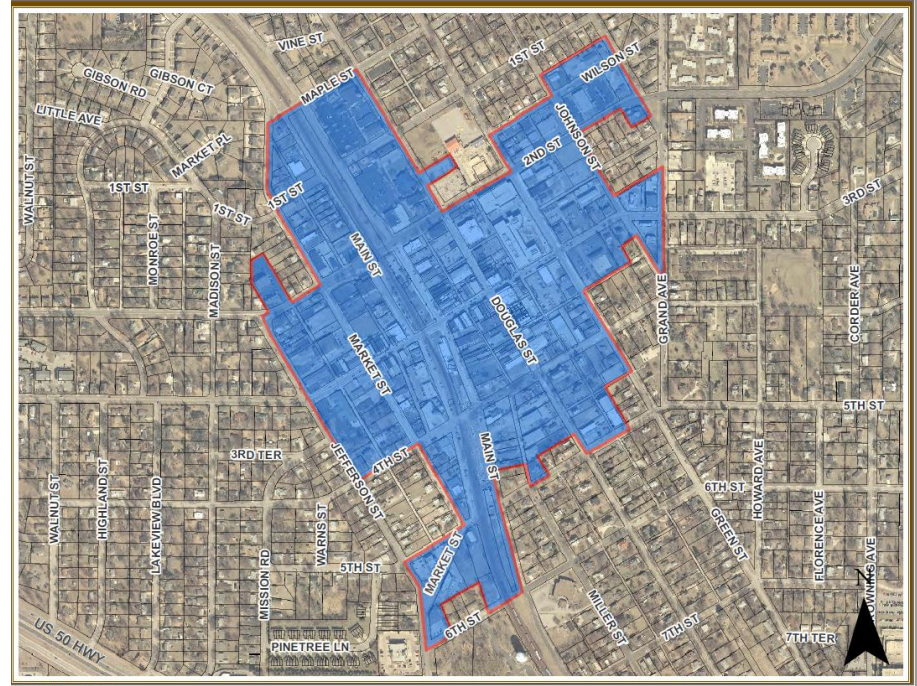 VINE ST
1ST ST
WILSON ST
GIBSON RD
GIBSON CT
MAPLE ST
LITTLE AVE
JOHNSON ST
MARKET PL
2ND ST
WALNUT ST
1ST ST
1ST ST
3RD ST
1ST ST
MONROE ST
MADISON ST
MAIN ST
GRAND AVE
CORDER AVE
DOUGLAS ST
MARKET ST
5TH ST
3RD TER
4TH ST
MAIN ST
JEFFERSON ST
6TH ST
HOWARD AVE
WALNUT ST
HIGHLAND ST
LAKEVIEW BLVD
WARNIS ST
GREEN ST
FLORENCE AVE
MISSION RD
5TH ST
MARKET ST
N
MILLER ST
US 50 HWY
6TH ST
7TH ST
7TH TER
PINETREE LN